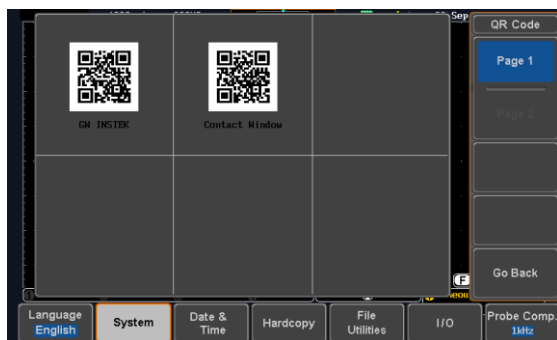 Sep
QR Code
Page 1
Page 2
GW INSTEK
Contact Window
F
Go Back
Language
English
System
Date &
Time
Hardcopy
File
Utilities
I/O
Probe Comp.
1kHz